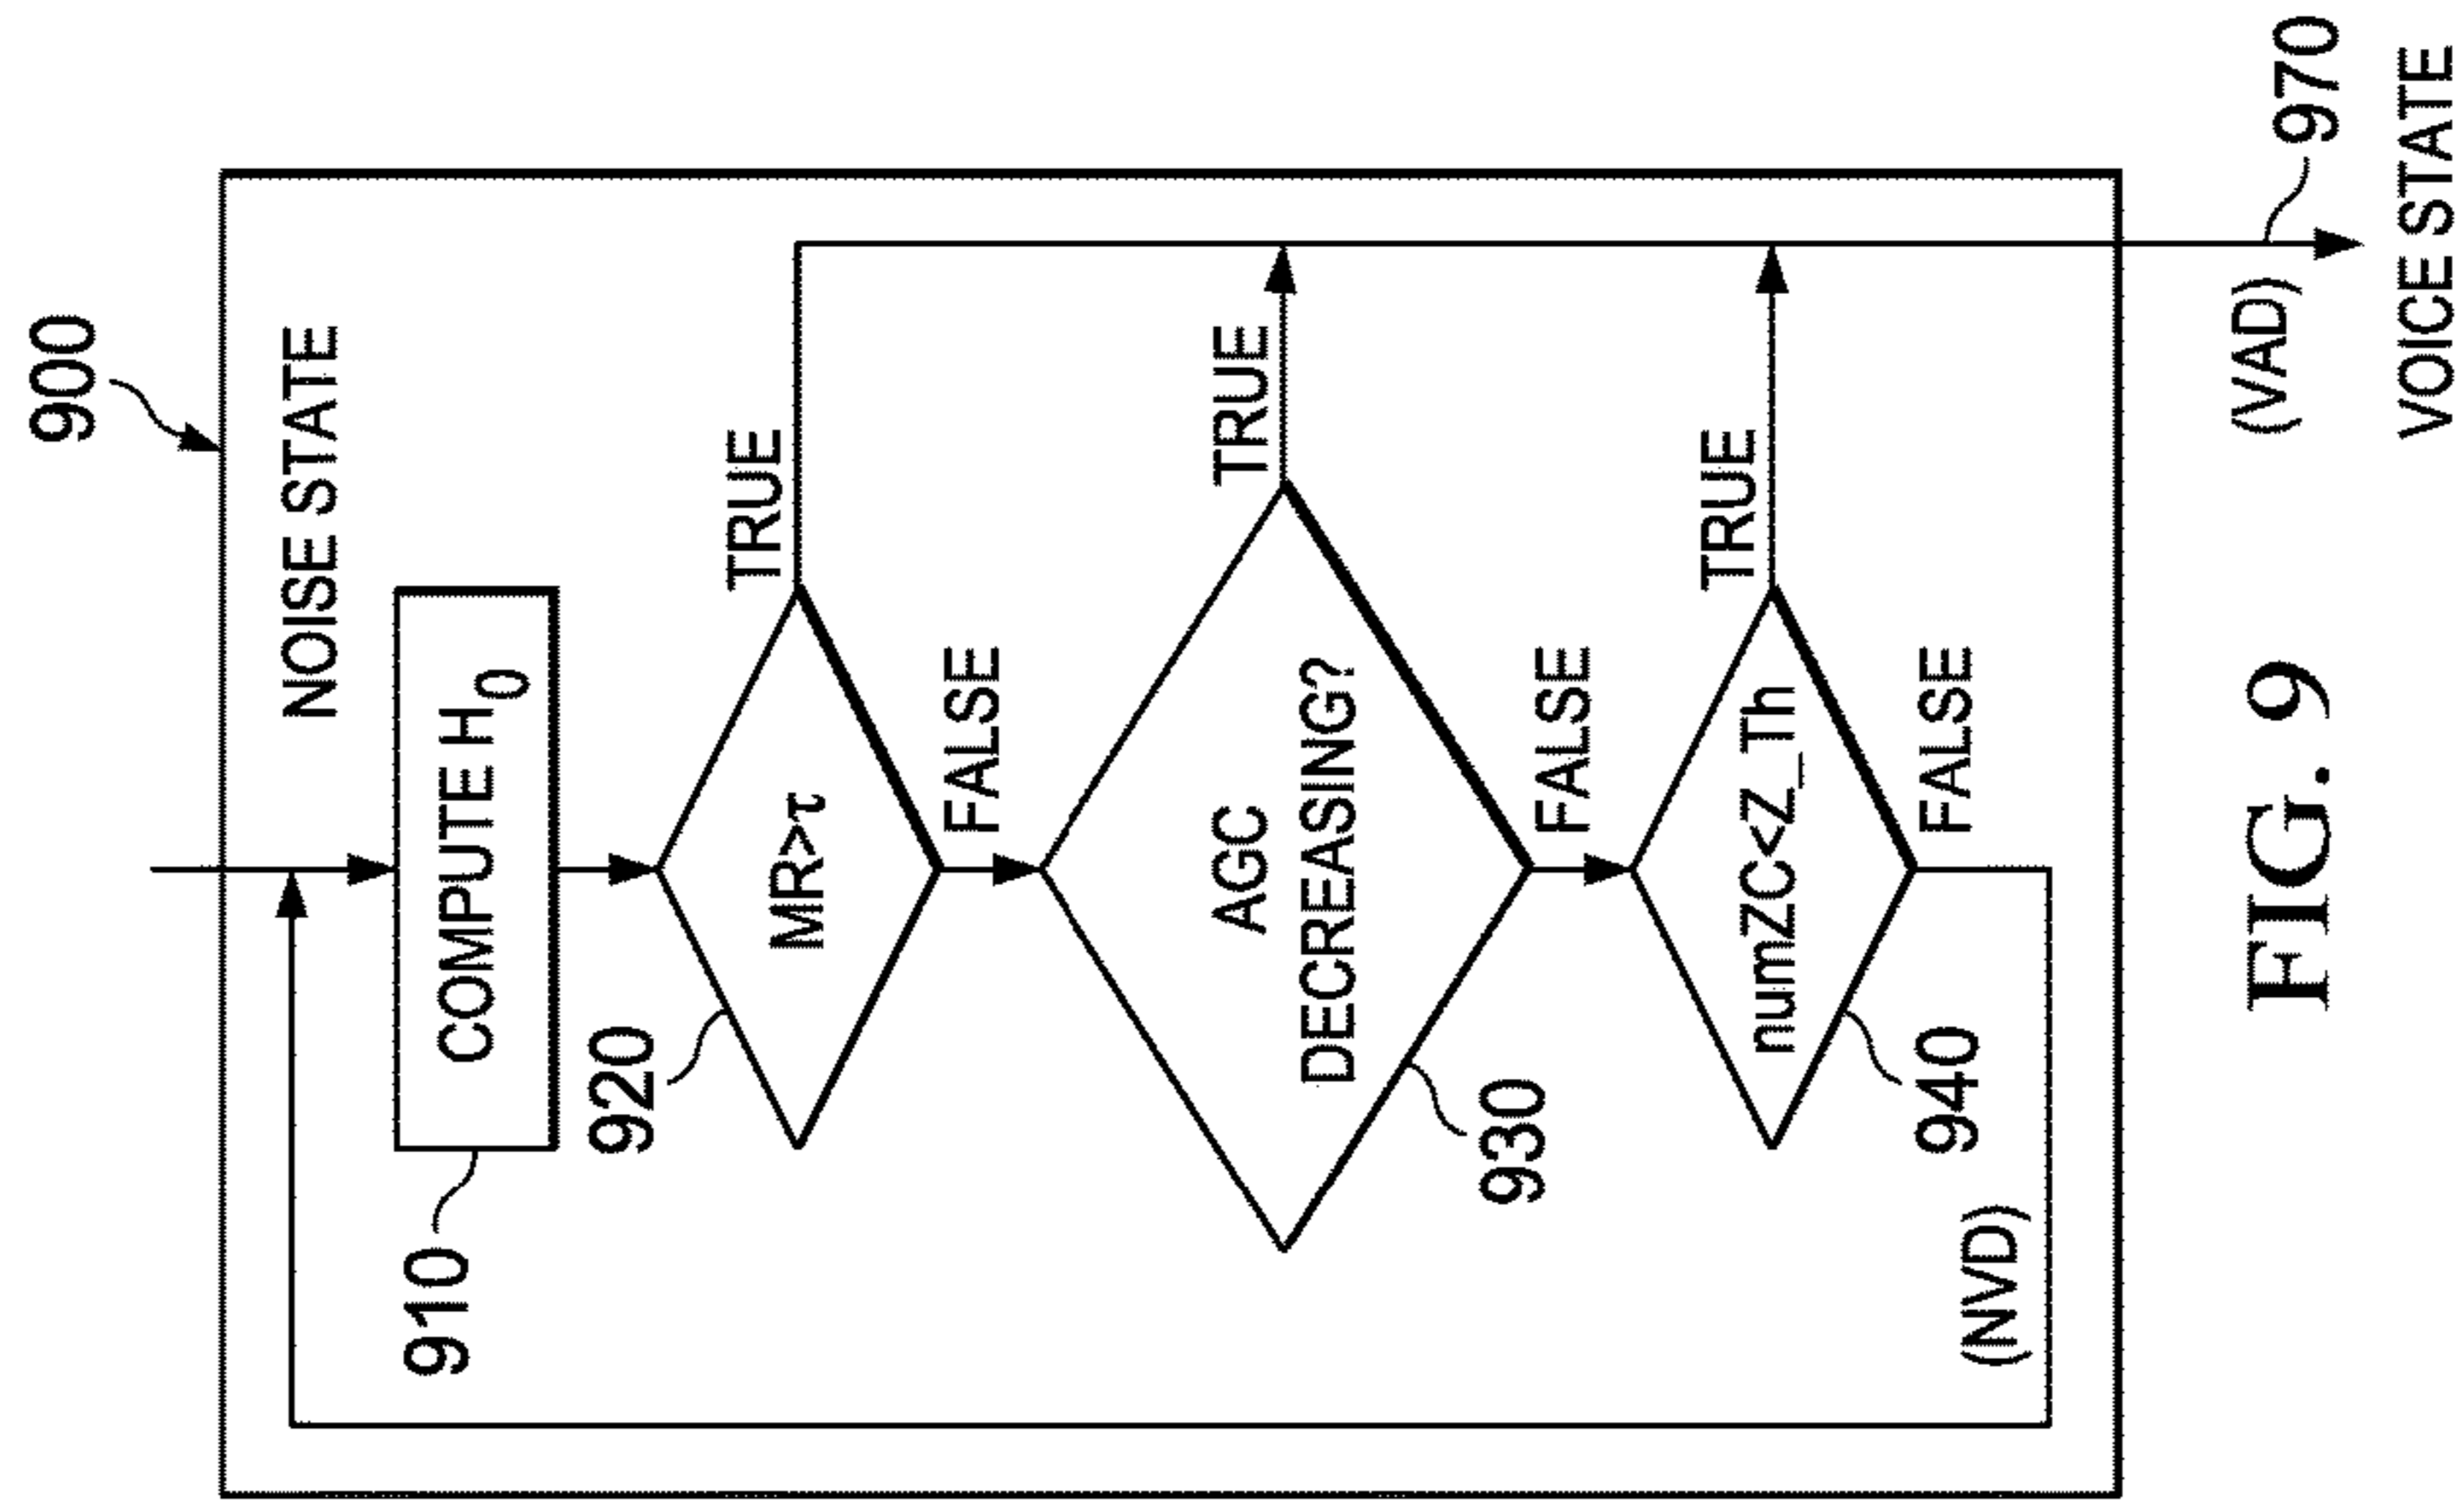 900
NOISE STATE
910
COMPUTE H0
920
MR>τ
TRUE
FALSE
930
AGC
DECREASING?
TRUE
FALSE
940
numZC<Z_Th
TRUE
FALSE
(NVD)
(VAD)
970
VOICE STATE
FIG. 9